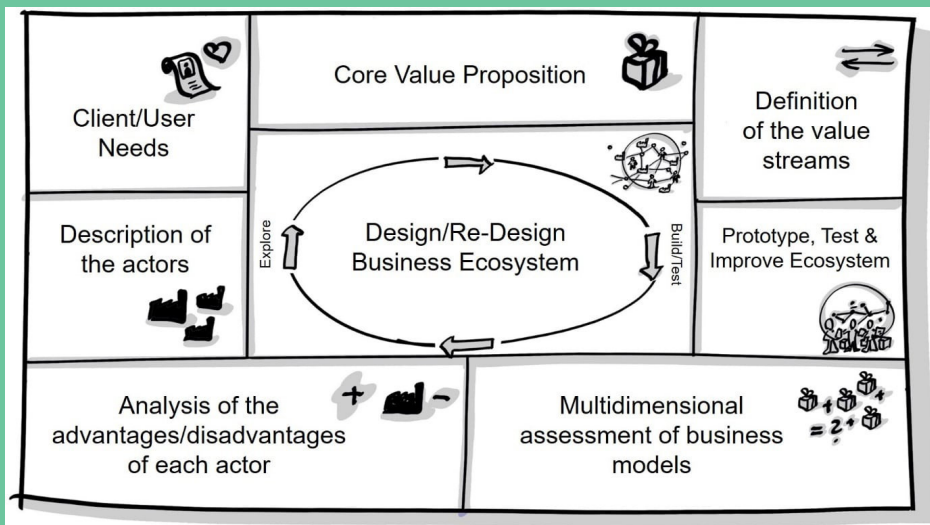 Client/User
Needs
Core Value Proposition
Definition
of the value
streams
Description of
the actors
Explore
Design/Re-Design
Business Ecosystem
Build/Test
Prototype, Test &
Improve Ecosystem
Analysis of the
advantages/disadvantages
of each actor
+
-
Multidimensional
assessment of business
models
+ +
= ? +